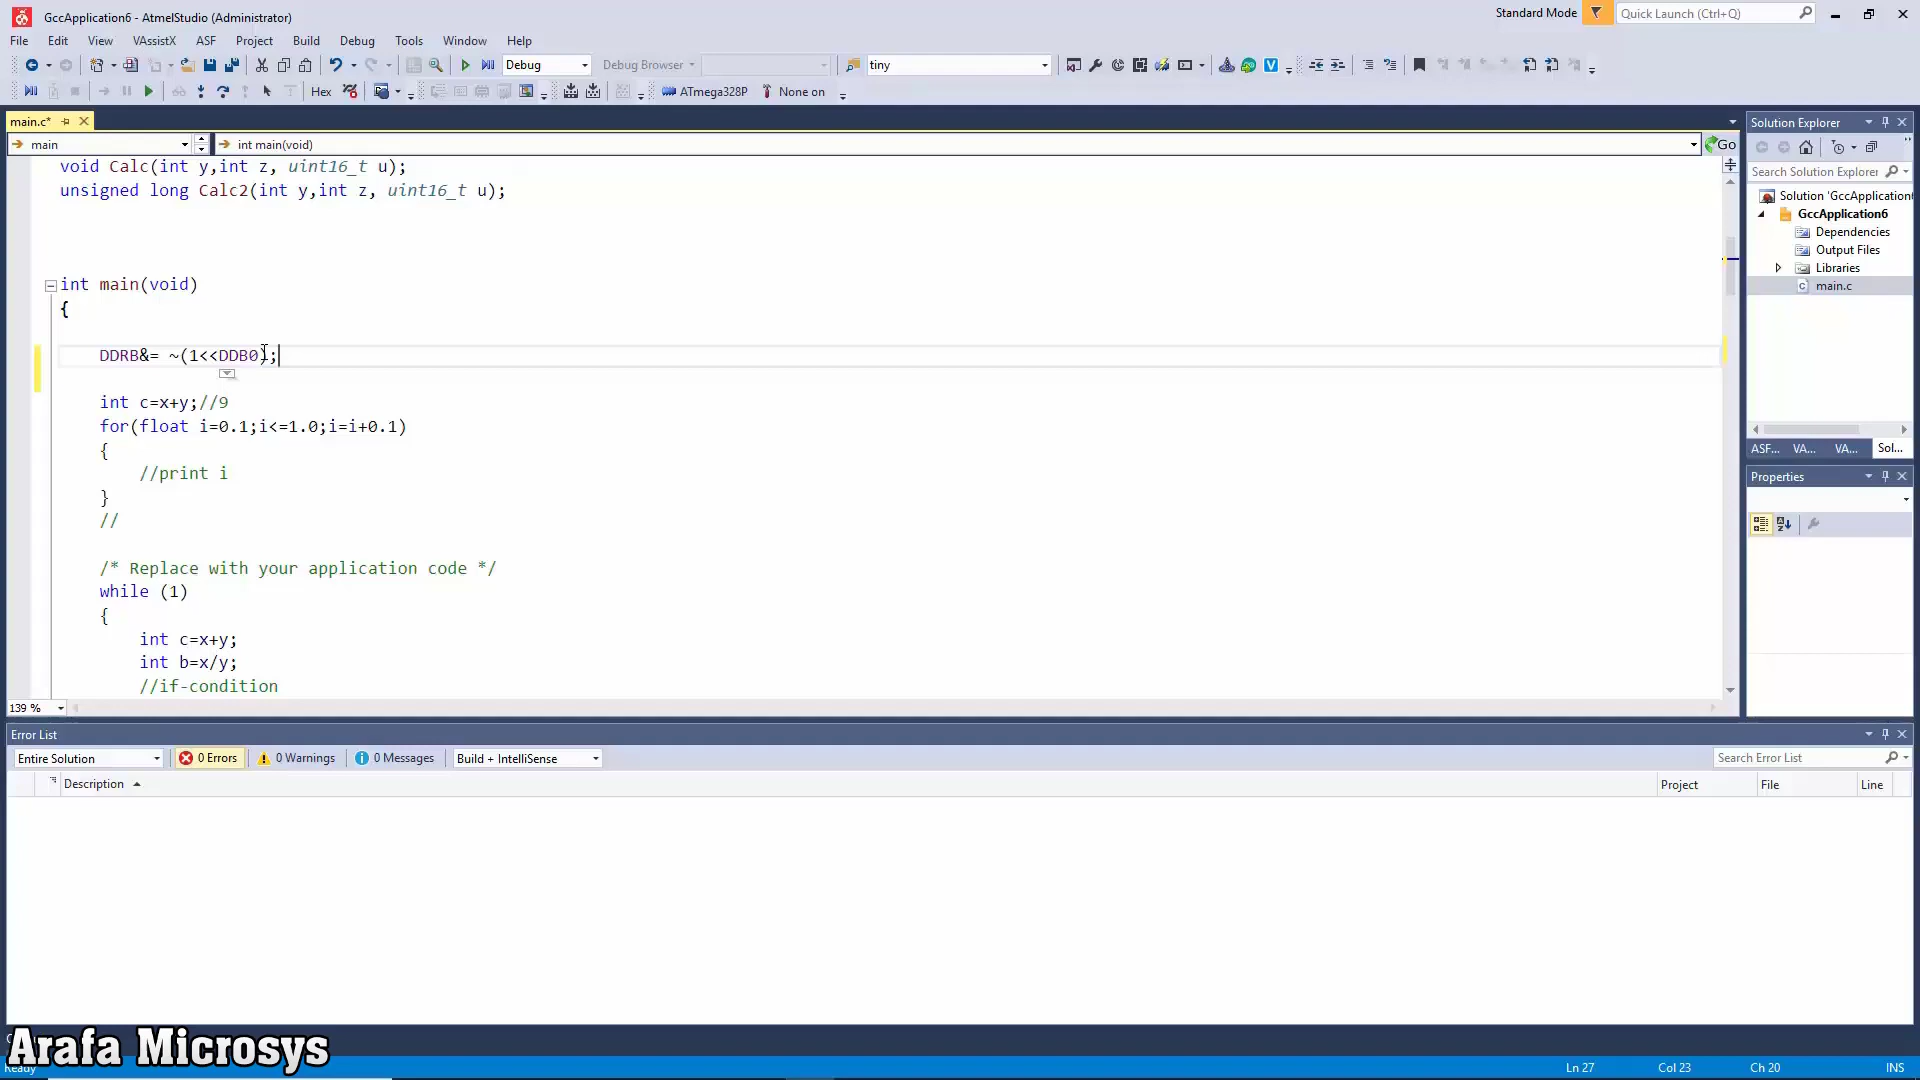 GccApplication6 - AtmelStudio (Administrator)
Standard Mode
Quick Launch (Ctrl+Q)
File Edit View VAssistX ASF Project Build Debug Tools Window Help
Debug Debug Browser tiny
Hex ATmega328P None on
main.c*
main int main(void) Go
void Calc(int y,int z, uint16_t u);
unsigned long Calc2(int y,int z, uint16_t u);
int main(void)
{
DDRB&= ~(1<<DDB0);
int c=x+y;//9
for(float i=0.1;i<=1.0;i=i+0.1)
{
//print i
}
//
/* Replace with your application code */
while (1)
{
int c=x+y;
int b=x/y;
//if-condition
139 %
Solution Explorer
Search Solution Explorer
Solution 'GccApplication6
GccApplication6
Dependencies
Output Files
Libraries
main.c
ASF... VA... VA... Sol...
Properties
Error List
Entire Solution 0 Errors 0 Warnings 0 Messages Build + IntelliSense Search Error List
Description Project File Line
Arafa Microsys
Ready Ln 27 Col 23 Ch 20 INS